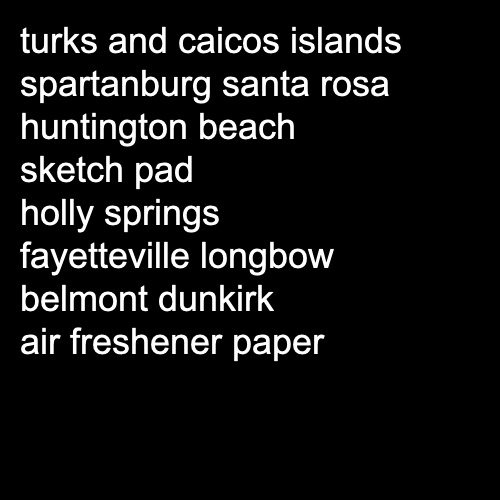 turks and caicos islands
spartanburg santa rosa
huntington beach
sketch pad
holly springs
fayetteville longbow
belmont dunkirk
air freshener paper